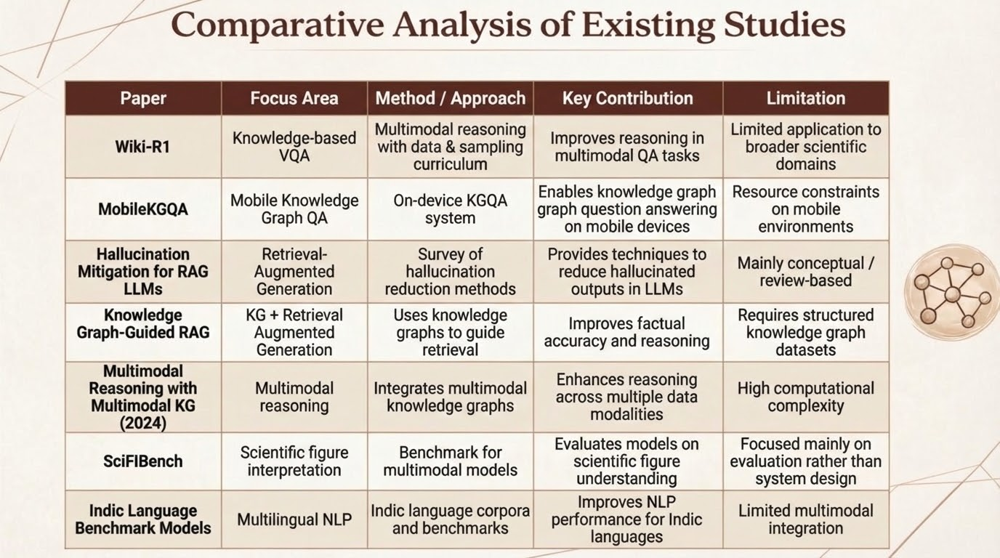 Comparative Analysis of Existing Studies
Paper
Focus Area
Method / Approach
Key Contribution
Limitation
Wiki-R1
Knowledge-based
VQA
Multimodal reasoning
with data & sampling
curriculum
Improves reasoning in
multimodal QA tasks
Limited application to
broader scientific
domains
MobileKGQA
Mobile Knowledge
Graph QA
On-device KGQA
system
Enables knowledge graph
graph question answering
on mobile devices
Resource constraints
on mobile
environments
Hallucination
Mitigation for RAG
LLMs
Retrieval-
Augmented
Generation
Survey of
hallucination
reduction methods
Provides techniques to
reduce hallucinated
outputs in LLMs
Mainly conceptual /
review-based
Knowledge
Graph-Guided RAG
KG + Retrieval
Augmented
Generation
Uses knowledge
graphs to guide
retrieval
Improves factual
accuracy and reasoning
Requires structured
knowledge graph
datasets
Multimodal
Reasoning with
Multimodal KG
(2024)
Multimodal
reasoning
Integrates multimodal
knowledge graphs
Enhances reasoning
across multiple data
modalities
High computational
complexity
SciFIBench
Scientific figure
interpretation
Benchmark for
multimodal models
Evaluates models on
scientific figure
understanding
Focused mainly on
evaluation rather than
system design
Indic Language
Benchmark Models
Multilingual NLP
Indic language corpora
and benchmarks
Improves NLP
performance for Indic
languages
Limited multimodal
integration